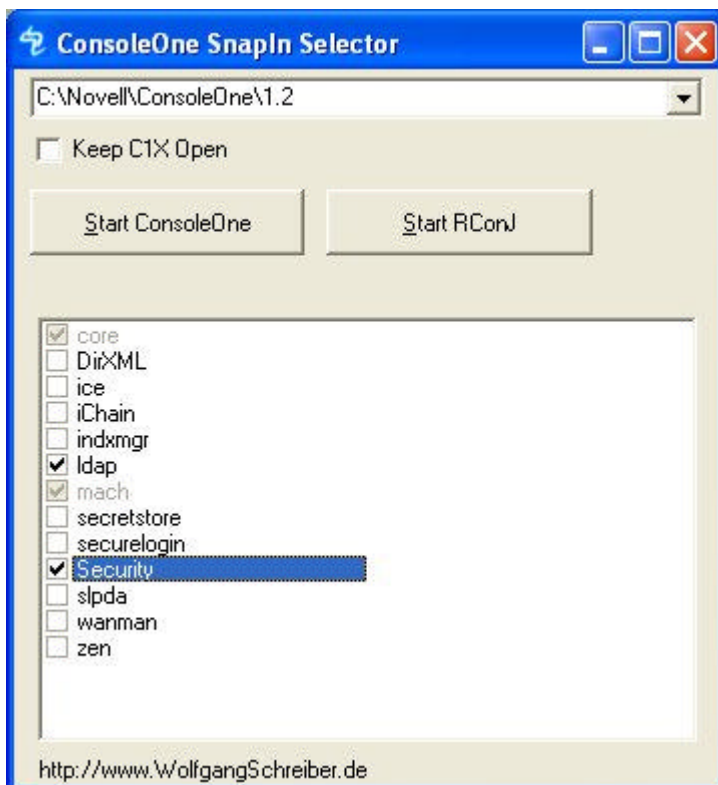 ConsoleOne SnapIn Selector
C:\Novell\ConsoleOne\1.2
Keep C1X Open
Start ConsoleOne
Start RConJ
core
DirXML
ice
iChain
indxmgr
ldap
mach
secretstore
securelogin
Security
slpda
wanman
zen
http://www.WolfgangSchreiber.de